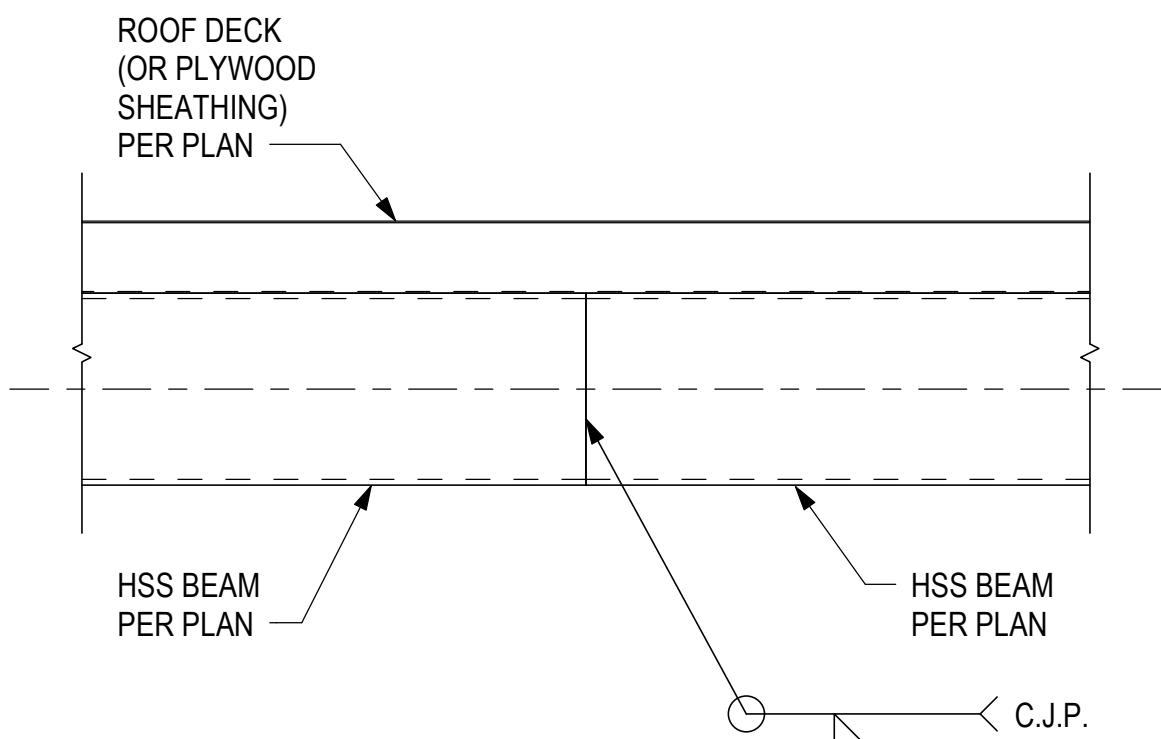 ROOF DECK
(OR PLYWOOD
SHEATHING)
PER PLAN
HSS BEAM
PER PLAN
HSS BEAM
PER PLAN
C.J.P.